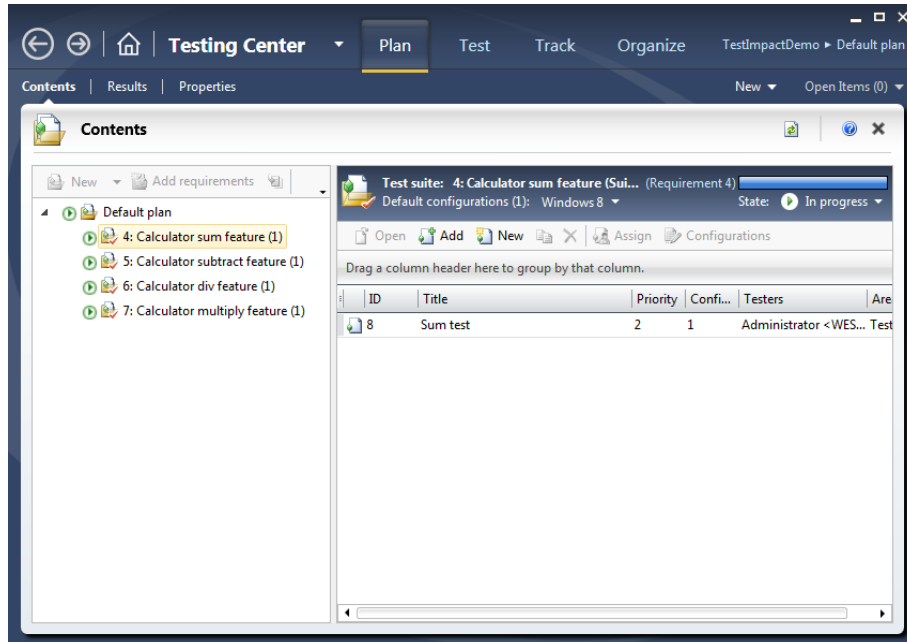 Testing Center Plan Test Track Organize TestImpactDemo ▸ Default plan
Contents | Results | Properties New Open Items (0)
Contents
New Add requirements
Default plan
4: Calculator sum feature (1)
5: Calculator subtract feature (1)
6: Calculator div feature (1)
7: Calculator multiply feature (1)
Test suite: 4: Calculator sum feature (Sui... (Requirement 4)
Default configurations (1): Windows 8 State: In progress
Open Add New Assign Configurations
Drag a column header here to group by that column.
ID Title Priority Confi... Testers Are
8 Sum test 2 1 Administrator <WES... Test